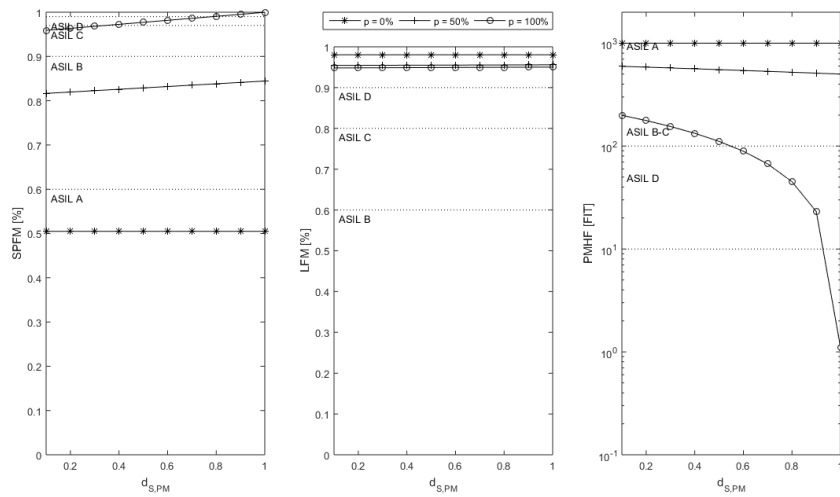 p = 0% p = 50% p = 100%
1
0.9
0.8
0.7
0.6
0.5
0.4
0.3
0.2
0.1
0
SPFM [%]
ASIL D
ASIL C
ASIL B
ASIL A
0.2 0.4 0.6 0.8 1
d_{S,PM}
1
0.9
0.8
0.7
0.6
0.5
0.4
0.3
0.2
0.1
0
LFM [%]
ASIL D
ASIL C
ASIL B
0.2 0.4 0.6 0.8 1
d_{S,PM}
10^3
10^2
10^1
10^0
10^{-1}
PMHF [FIT]
ASIL A
ASIL B-C
ASIL D
0.2 0.4 0.6 0.8 1
d_{S,PM}